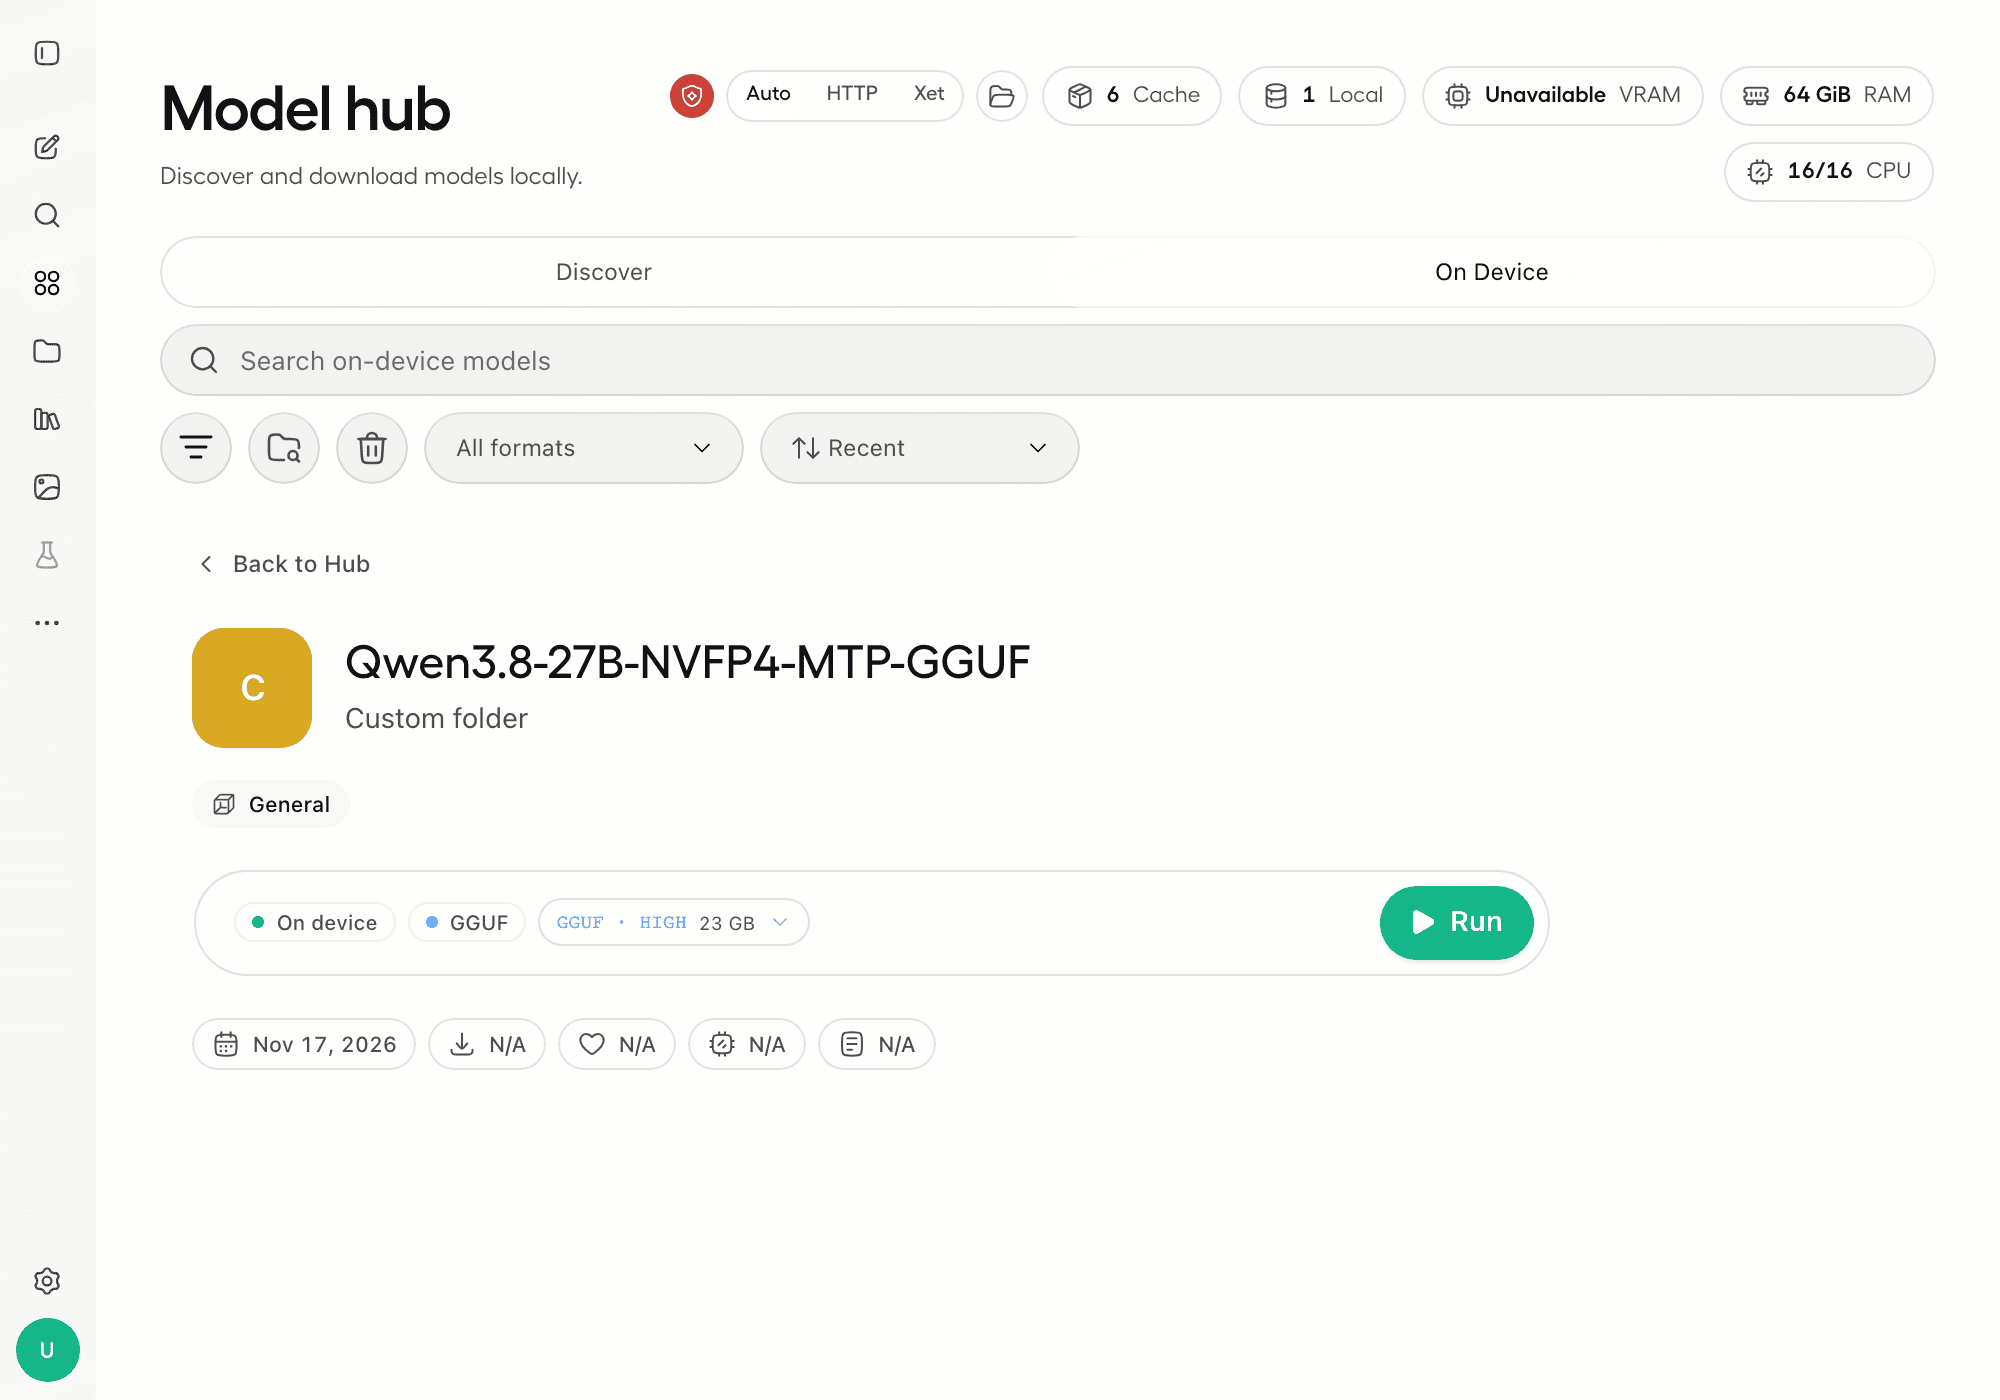 Model hub
Auto HTTP Xet
6 Cache
1 Local
Unavailable VRAM
64 GiB RAM
Discover and download models locally.
16/16 CPU
Discover
On Device
Search on-device models
All formats
Recent
Back to Hub
C
Qwen3.8-27B-NVFP4-MTP-GGUF
Custom folder
General
On device
GGUF
GGUF · HIGH 23 GB
Run
Nov 17, 2026
N/A
N/A
N/A
N/A
U